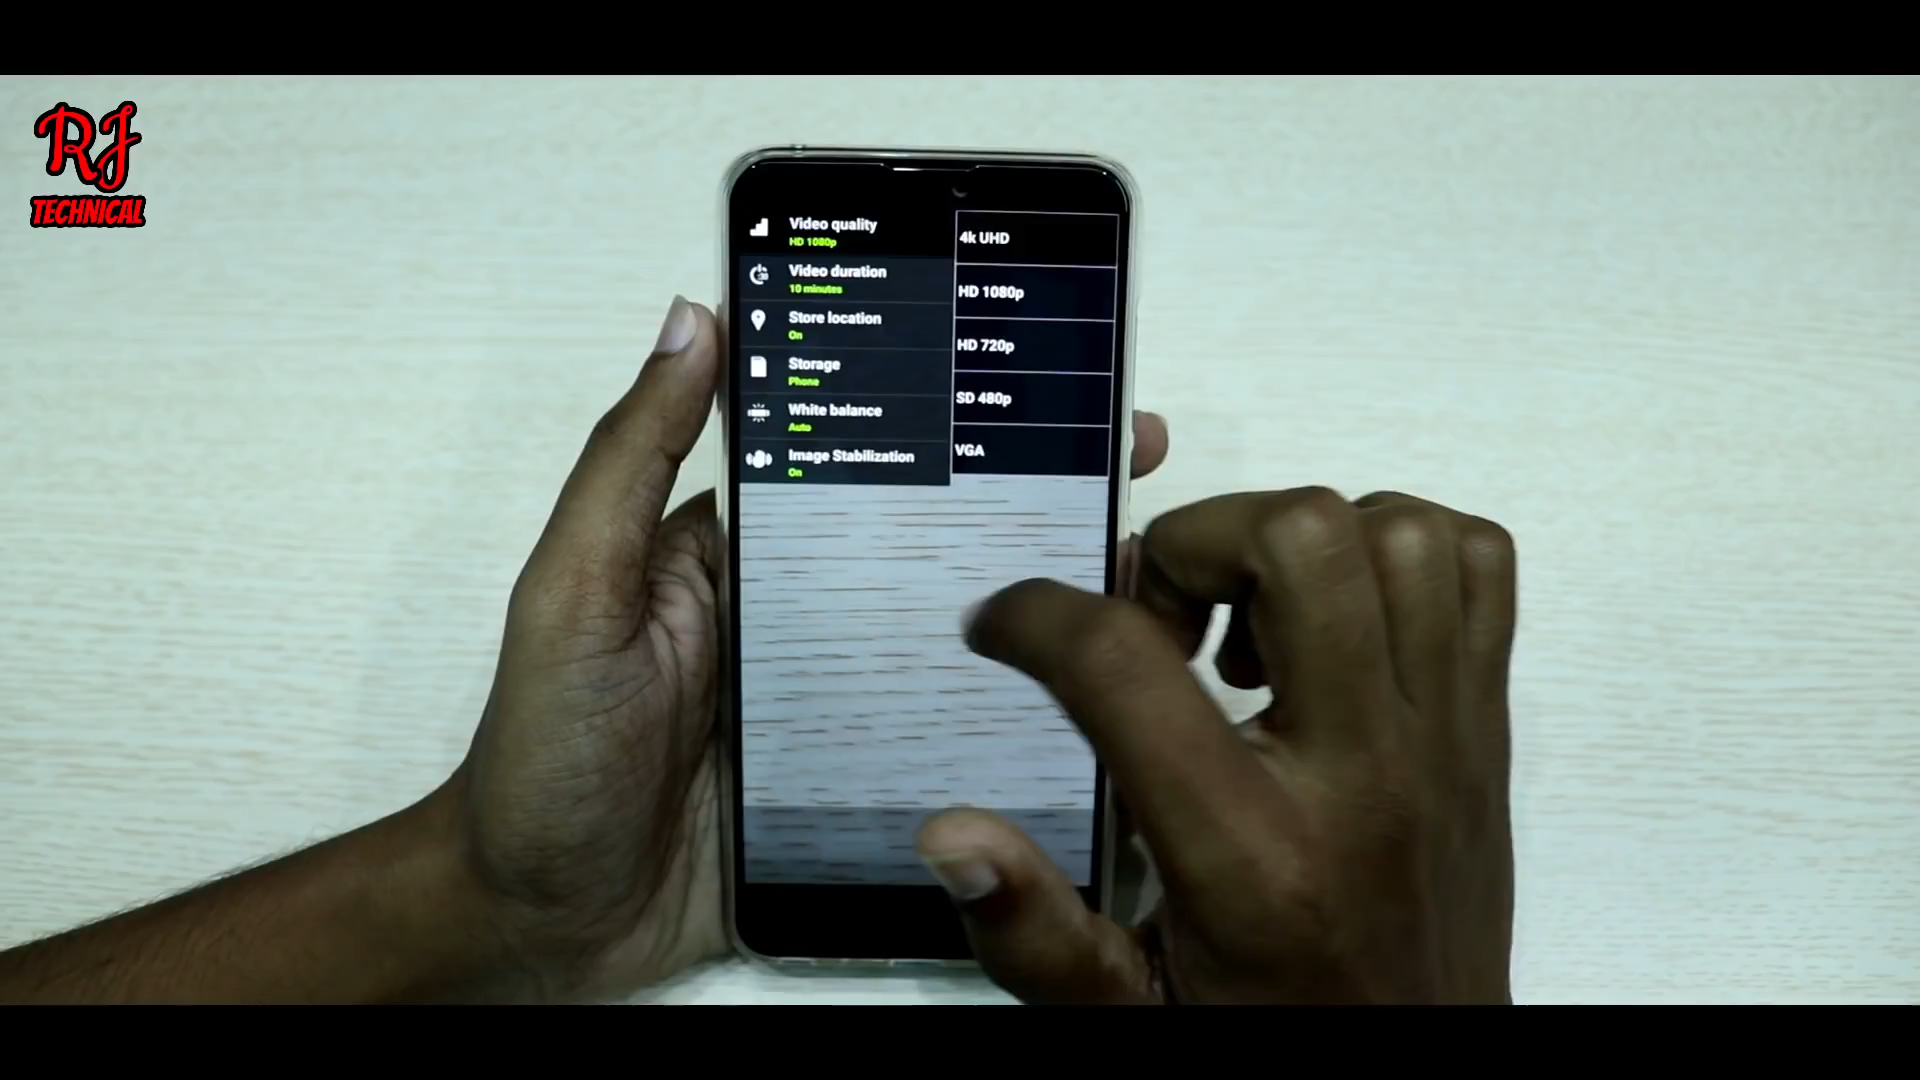 RJ
TECHNICAL
Video quality
HD 1080p
Video duration
10 minutes
Store location
On
Storage
Phone
White balance
Auto
Image Stabilization
On
4k UHD
HD 1080p
HD 720p
SD 480p
VGA